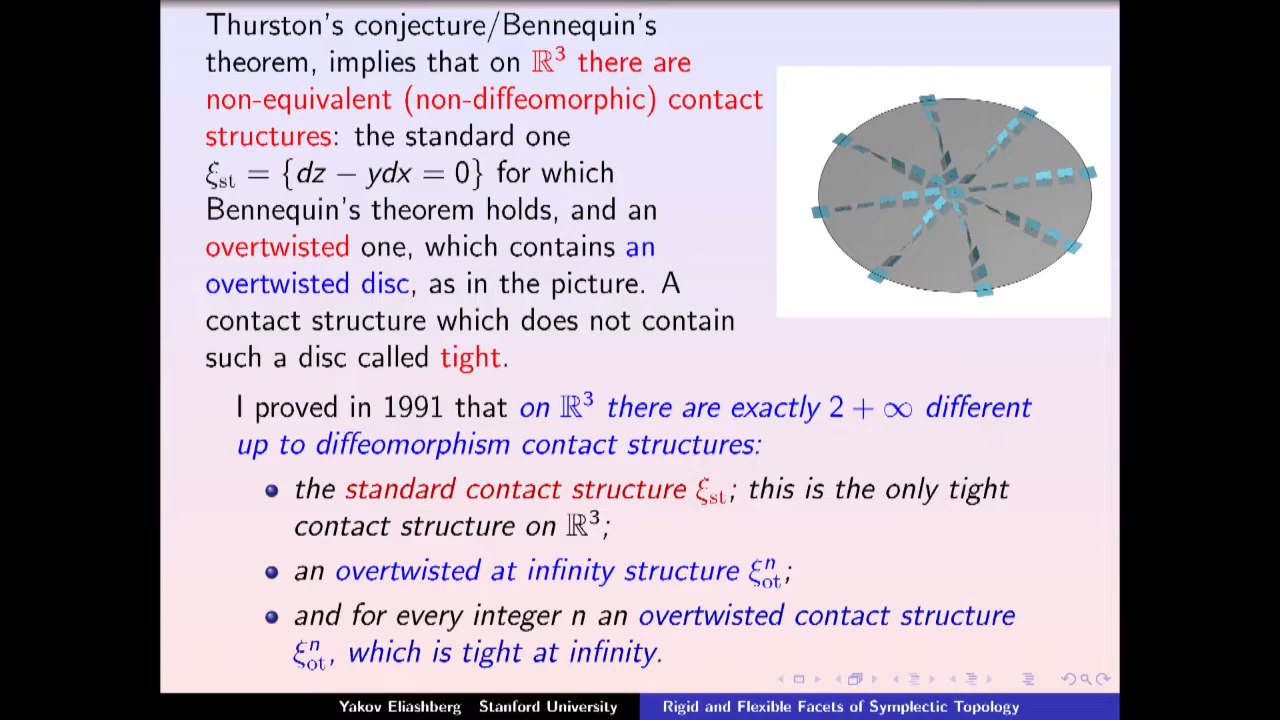 Thurston's conjecture/Bennequin's
theorem, implies that on ℝ³ there are
non-equivalent (non-diffeomorphic) contact
structures: the standard one
ξ_st = {dz − ydx = 0} for which
Bennequin's theorem holds, and an
overtwisted one, which contains an
overtwisted disc, as in the picture. A
contact structure which does not contain
such a disc called tight.
I proved in 1991 that on ℝ³ there are exactly 2 + ∞ different
up to diffeomorphism contact structures:
the standard contact structure ξ_st; this is the only tight
contact structure on ℝ³;
an overtwisted at infinity structure ξ^n_ot;
and for every integer n an overtwisted contact structure
ξ^n_ot, which is tight at infinity.
Yakov Eliashberg Stanford University Rigid and Flexible Facets of Symplectic Topology